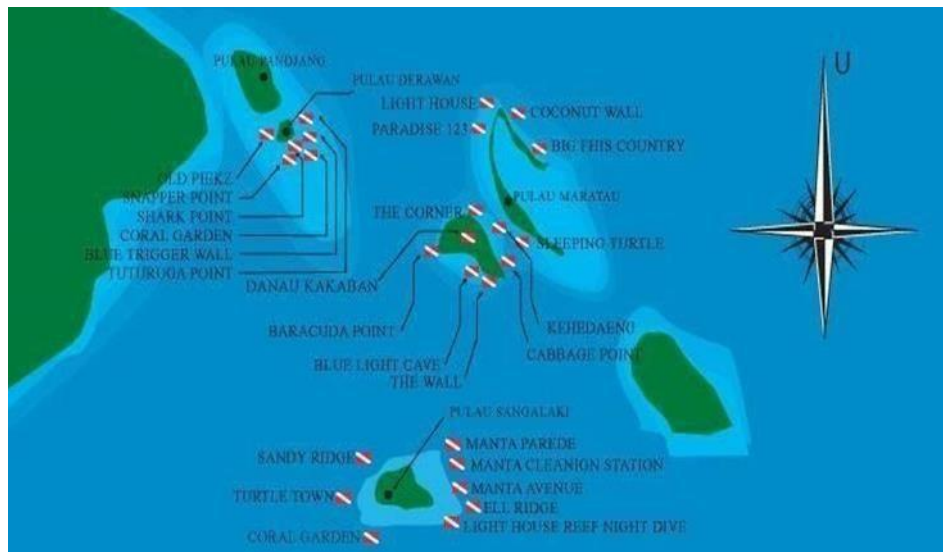 PULAU PANDJANG
PULAU DERAWAN
U
LIGHT HOUSE
COCONUT WALL
PARADISE 123
BIG FHIS COUNTRY
OLD PIEKZ
SNAPPER POINT
SHARK POINT
CORAL GARDEN
BLUE TRIGGER WALL
TUTURUGA POINT
PULAU MARATAU
THE CORNER
SLEEPING TURTLE
DANAU KAKABAN
BARACUDA POINT
KEHEDAENG
CABBAGE POINT
BLUE LIGHT CAVE
THE WALL
PULAU SANGALAKI
SANDY RIDGE
MANTA PAREDE
MANTA CLEANION STATION
TURTLE TOWN
MANTA AVENUE
ELL RIDGE
LIGHT HOUSE REEF NIGHT DIVE
CORAL GARDEN